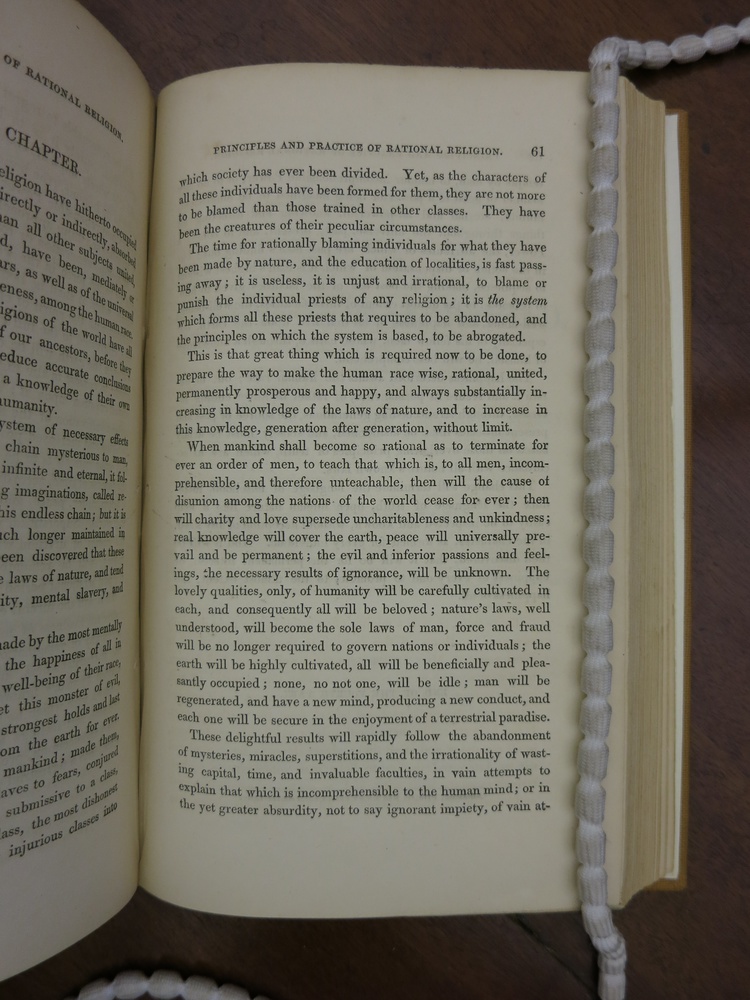 OF RATIONAL RELIGION.
CHAPTER.
eligion have hitherto occupied
irectly or indirectly, absorbed
an all other subjects united,
d, have been, mediately or
ars, as well as of the universal
eness, among the human race.
igions of the world have all
f our ancestors, before they
educe accurate conclusions
a knowledge of their own
umanity.
ystem of necessary effects
chain mysterious to man,
infinite and eternal, it fol-
g imaginations, called re-
his endless chain; but it is
uch longer maintained in
een discovered that these
e laws of nature, and tend
ity, mental slavery, and
made by the most mentally
the happiness of all in
well-being of their race,
et this monster of evil,
strongest holds and last
om the earth for ever.
mankind; made them,
aves to fears, conjured
submissive to a class,
ass, the most dishonest
injurious classes into
PRINCIPLES AND PRACTICE OF RATIONAL RELIGION. 61
which society has ever been divided. Yet, as the characters of
all these individuals have been formed for them, they are not more
to be blamed than those trained in other classes. They have
been the creatures of their peculiar circumstances.
The time for rationally blaming individuals for what they have
been made by nature, and the education of localities, is fast pass-
ing away; it is useless, it is unjust and irrational, to blame or
punish the individual priests of any religion; it is the system
which forms all these priests that requires to be abandoned, and
the principles on which the system is based, to be abrogated.
This is that great thing which is required now to be done, to
prepare the way to make the human race wise, rational, united,
permanently prosperous and happy, and always substantially in-
creasing in knowledge of the laws of nature, and to increase in
this knowledge, generation after generation, without limit.
When mankind shall become so rational as to terminate for
ever an order of men, to teach that which is, to all men, incom-
prehensible, and therefore unteachable, then will the cause of
disunion among the nations of the world cease for ever; then
will charity and love supersede uncharitableness and unkindness;
real knowledge will cover the earth, peace will universally pre-
vail and be permanent; the evil and inferior passions and feel-
ings, the necessary results of ignorance, will be unknown. The
lovely qualities, only, of humanity will be carefully cultivated in
each, and consequently all will be beloved; nature's laws, well
understood, will become the sole laws of man, force and fraud
will be no longer required to govern nations or individuals; the
earth will be highly cultivated, all will be beneficially and plea-
santly occupied; none, no not one, will be idle; man will be
regenerated, and have a new mind, producing a new conduct, and
each one will be secure in the enjoyment of a terrestrial paradise.
These delightful results will rapidly follow the abandonment
of mysteries, miracles, superstitions, and the irrationality of wast-
ing capital, time, and invaluable faculties, in vain attempts to
explain that which is incomprehensible to the human mind; or in
the yet greater absurdity, not to say ignorant impiety, of vain at-